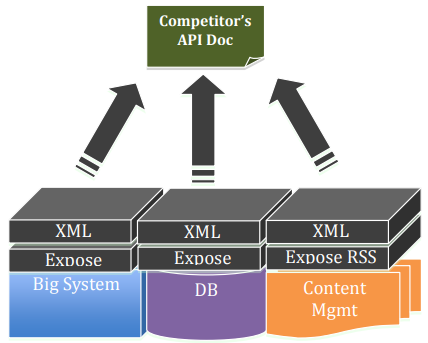 Competitor's
API Doc
XML
XML
XML
Expose
Expose
Expose RSS
Big System
DB
Content
Mgmt